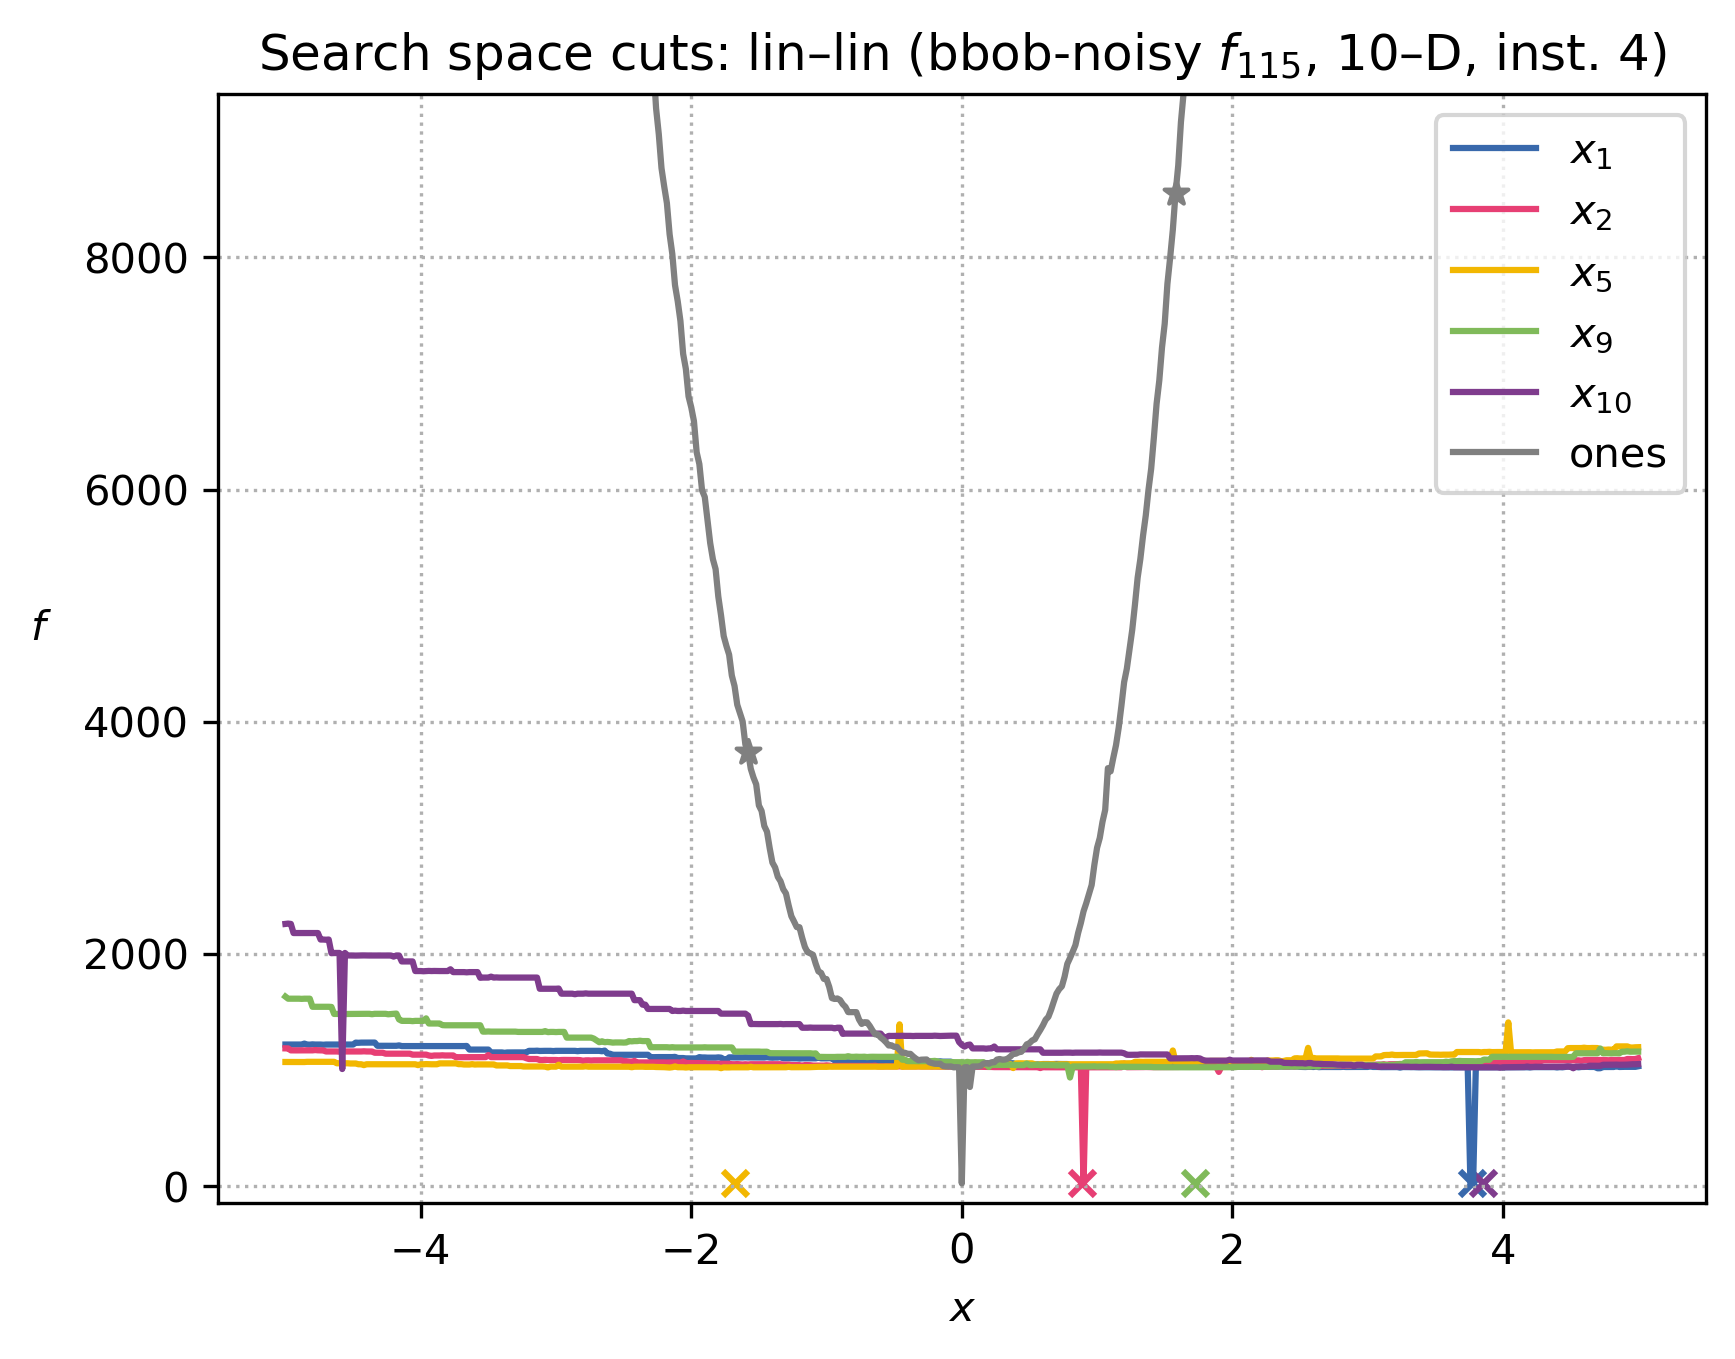 Search space cuts: lin–lin (bbob-noisy f₁₁₅, 10–D, inst. 4)
x₁
x₂
x₅
x₉
x₁₀
ones
8000
6000
4000
2000
0
f
−4 −2 0 2 4
x